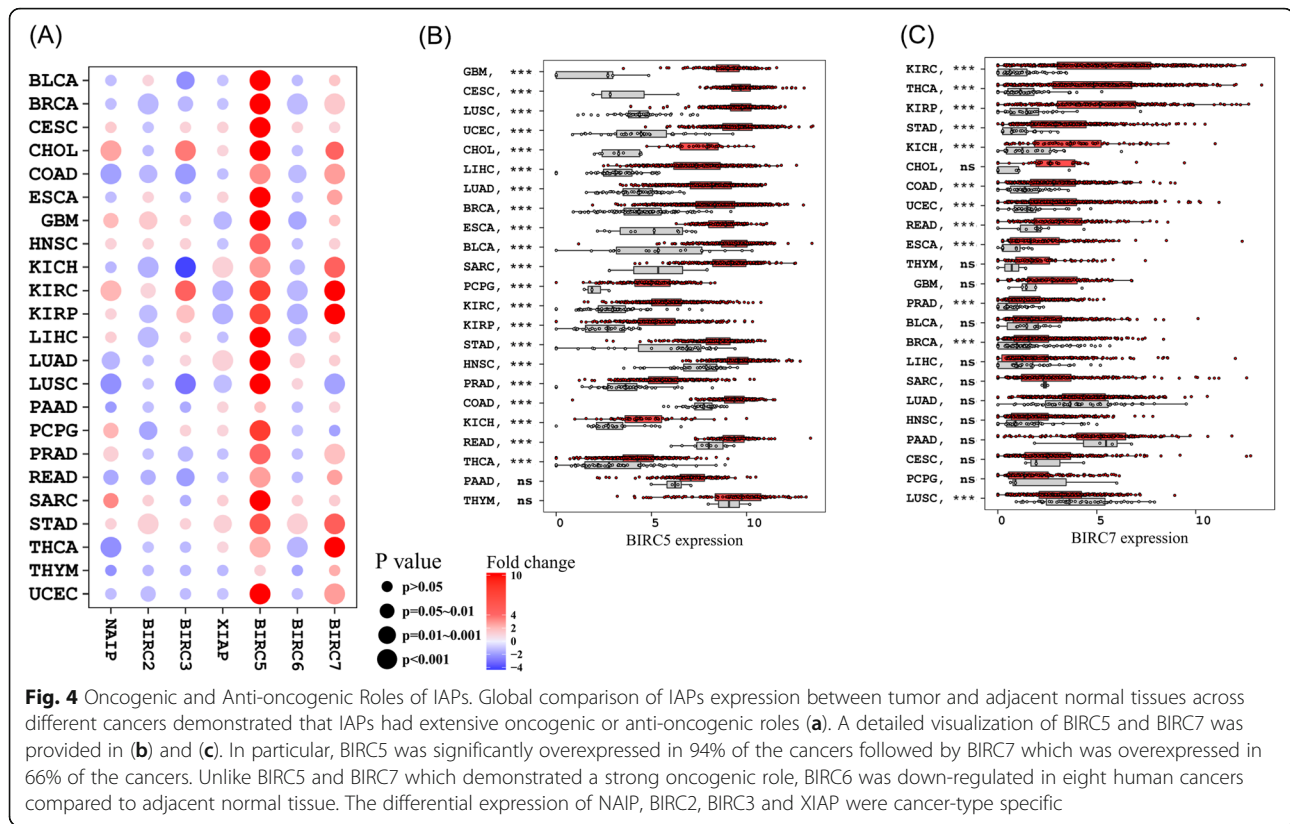 (A)
BLCA
BRCA
CESC
CHOL
COAD
ESCA
GBM
HNSC
KICH
KIRC
KIRP
LIHC
LUAD
LUSC
PAAD
PCPG
PRAD
READ
SARC
STAD
THCA
THYM
UCEC
NAIP
BIRC2
BIRC3
XIAP
BIRC5
BIRC6
BIRC7
P value
p>0.05
p=0.05~0.01
p=0.01~0.001
p<0.001
Fold change
10
4
2
0
−2
−4
(B)
GBM, ***
CESC, ***
LUSC, ***
UCEC, ***
CHOL, ***
LIHC, ***
LUAD, ***
BRCA, ***
ESCA, ***
BLCA, ***
SARC, ***
PCPG, ***
KIRC, ***
KIRP, ***
STAD, ***
HNSC, ***
PRAD, ***
COAD, ***
KICH, ***
READ, ***
THCA, ***
PAAD, ns
THYM, ns
0 5 10
BIRC5 expression
(C)
KIRC, ***
THCA, ***
KIRP, ***
STAD, ***
KICH, ***
CHOL, ns
COAD, ***
UCEC, ***
READ, ***
ESCA, ***
THYM, ns
GBM, ns
PRAD, ***
BLCA, ns
BRCA, ***
LIHC, ns
SARC, ns
LUAD, ns
HNSC, ns
PAAD, ns
CESC, ns
PCPG, ns
LUSC, ***
0 5 10
BIRC7 expression
Fig. 4 Oncogenic and Anti-oncogenic Roles of IAPs. Global comparison of IAPs expression between tumor and adjacent normal tissues across
different cancers demonstrated that IAPs had extensive oncogenic or anti-oncogenic roles (a). A detailed visualization of BIRC5 and BIRC7 was
provided in (b) and (c). In particular, BIRC5 was significantly overexpressed in 94% of the cancers followed by BIRC7 which was overexpressed in
66% of the cancers. Unlike BIRC5 and BIRC7 which demonstrated a strong oncogenic role, BIRC6 was down-regulated in eight human cancers
compared to adjacent normal tissue. The differential expression of NAIP, BIRC2, BIRC3 and XIAP were cancer-type specific